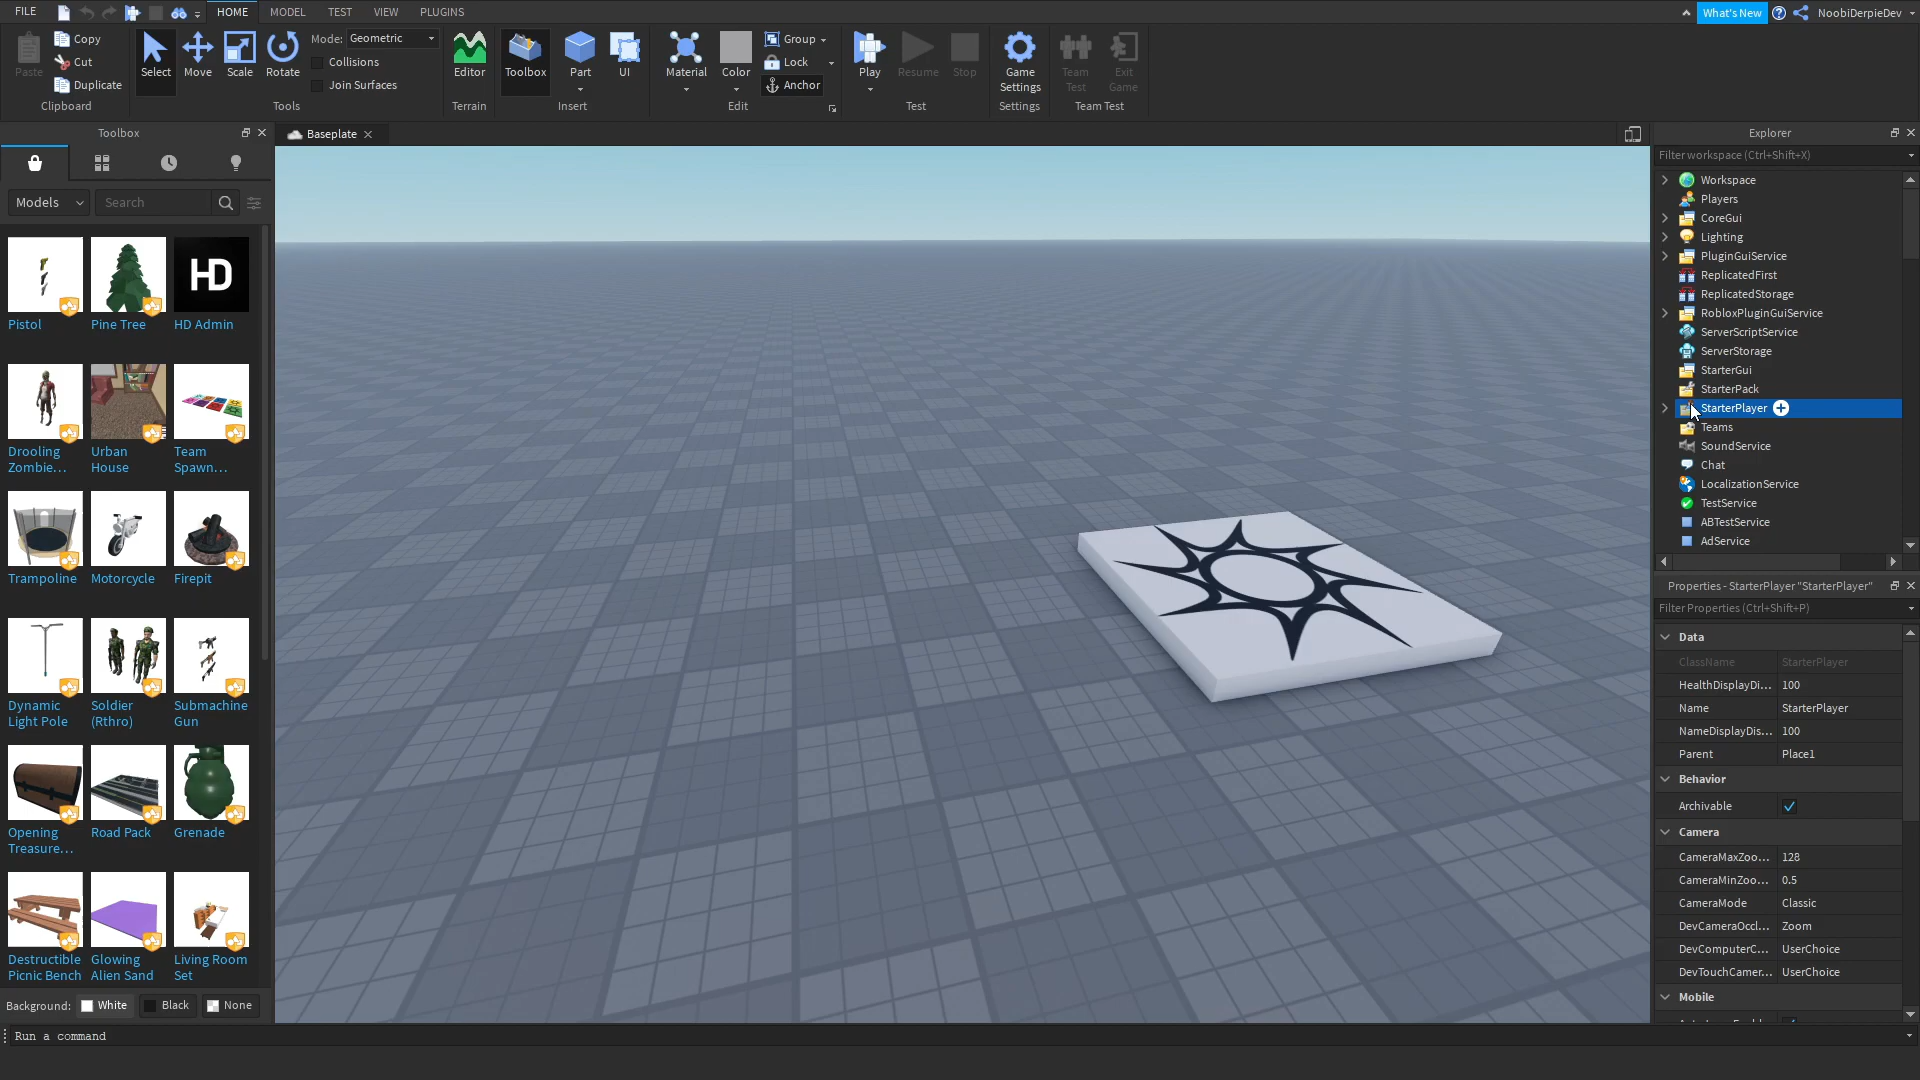 FILE
HOME
MODEL
TEST
VIEW
PLUGINS
What's New
NoobiDerpieDev
Paste
Copy
Cut
Duplicate
Clipboard
Select
Move
Scale
Rotate
Mode:
Geometric
Collisions
Join Surfaces
Tools
Editor
Terrain
Toolbox
Part
UI
Insert
Material
Color
Group
Lock
Anchor
Edit
Play
Resume
Stop
Test
Game
Settings
Settings
Team
Test
Exit
Game
Team Test
Toolbox
Models
Search
Pistol
Pine Tree
HD
HD Admin
Drooling
Zombie...
Urban
House
Team
Spawn...
Trampoline
Motorcycle
Firepit
Dynamic
Light Pole
Soldier
(Rthro)
Submachine
Gun
Opening
Treasure...
Road Pack
Grenade
Destructible
Picnic Bench
Glowing
Alien Sand
Living Room
Set
Background:
White
Black
None
Run a command
Baseplate
Explorer
Filter workspace (Ctrl+Shift+X)
Workspace
Players
CoreGui
Lighting
PluginGuiService
ReplicatedFirst
ReplicatedStorage
RobloxPluginGuiService
ServerScriptService
ServerStorage
StarterGui
StarterPack
StarterPlayer
Teams
SoundService
Chat
LocalizationService
TestService
ABTestService
AdService
Properties - StarterPlayer "StarterPlayer"
Filter Properties (Ctrl+Shift+P)
Data
ClassName StarterPlayer
HealthDisplayDi... 100
Name StarterPlayer
NameDisplayDis... 100
Parent Place1
Behavior
Archivable
Camera
CameraMaxZoo... 128
CameraMinZoo... 0.5
CameraMode Classic
DevCameraOccl... Zoom
DevComputerC... UserChoice
DevTouchCamer... UserChoice
Mobile